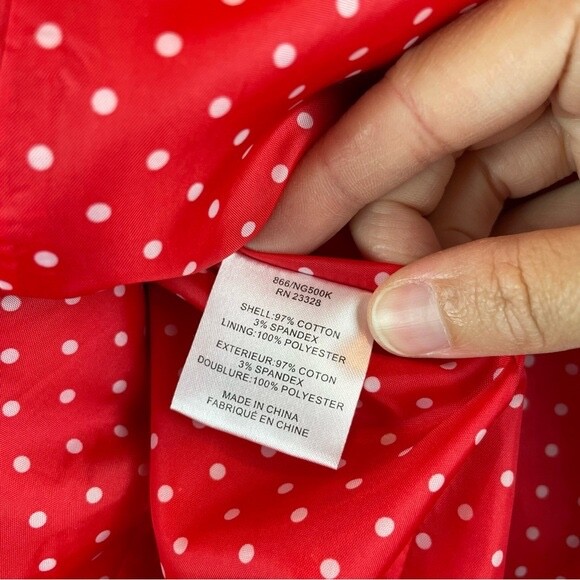 866/NG500K
RN 23328
SHELL:97% COTTON
3% SPANDEX
LINING:100% POLYESTER
EXTERIEUR:97% COTON
3% SPANDEX
DOUBLURE:100% POLYESTER
MADE IN CHINA
FABRIQUÉ EN CHINE